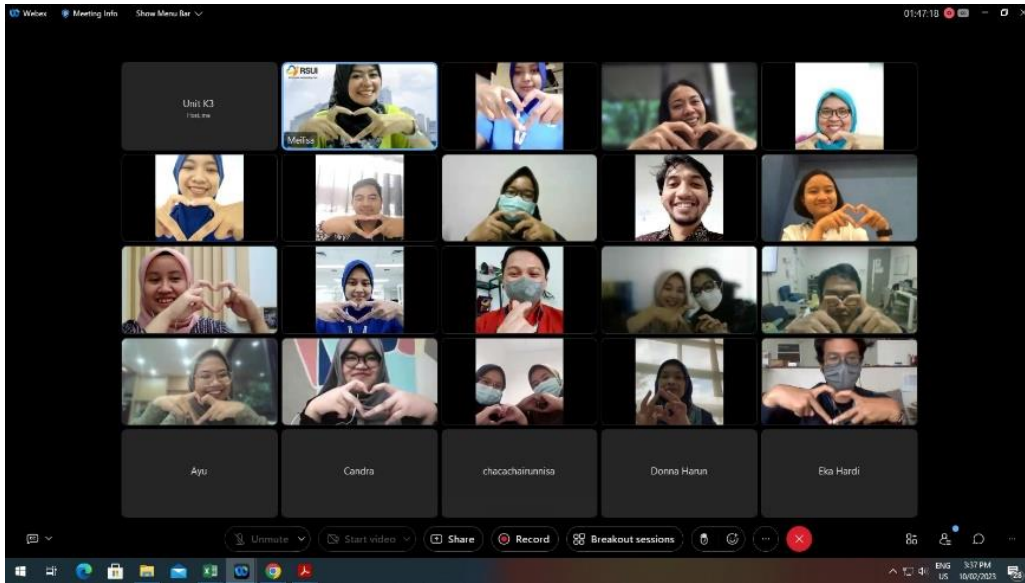 Webex Meeting Info Show Menu Bar
01:47:18
Unit K3
Host, me
RSUI
Meilisa
Ayu
Candra
chacachairunnisa
Donna Harun
Eka Hardi
Unmute
Start video
Share
Record
Breakout sessions
ENG 3:37 PM
US 10/02/2023